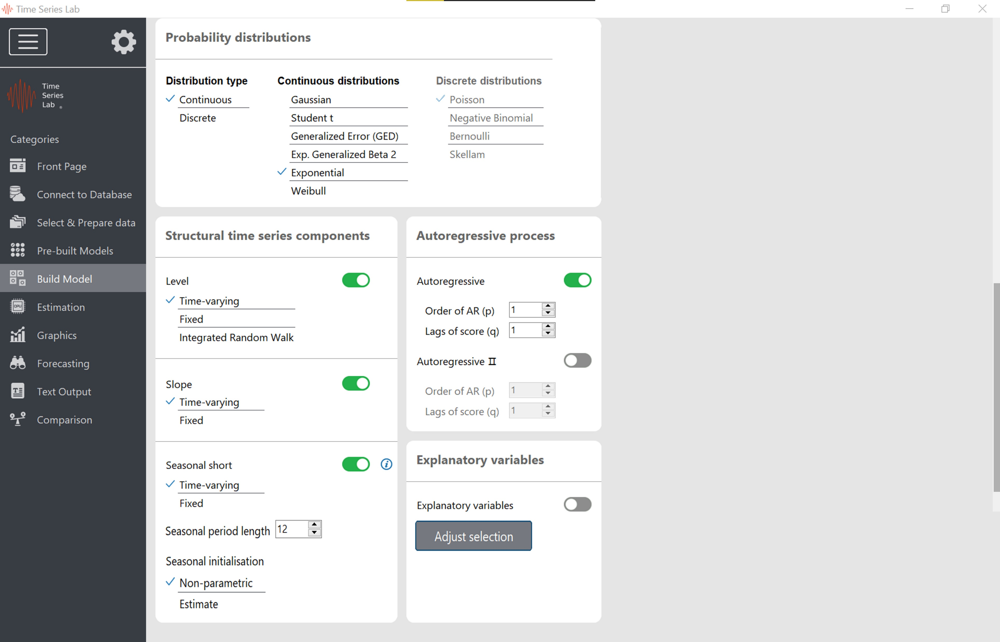 Time Series Lab
Time
Series
Lab
Categories
Front Page
Connect to Database
Select & Prepare data
Pre-built Models
Build Model
Estimation
Graphics
Forecasting
Text Output
Comparison
Probability distributions
Distribution type
Continuous
Discrete
Continuous distributions
Gaussian
Student t
Generalized Error (GED)
Exp. Generalized Beta 2
Exponential
Weibull
Discrete distributions
Poisson
Negative Binomial
Bernoulli
Skellam
Structural time series components
Level
Time-varying
Fixed
Integrated Random Walk
Slope
Time-varying
Fixed
Seasonal short
Time-varying
Fixed
Seasonal period length 12
Seasonal initialisation
Non-parametric
Estimate
Autoregressive process
Autoregressive
Order of AR (p) 1
Lags of score (q) 1
Autoregressive II
Order of AR (p) 1
Lags of score (q) 1
Explanatory variables
Explanatory variables
Adjust selection